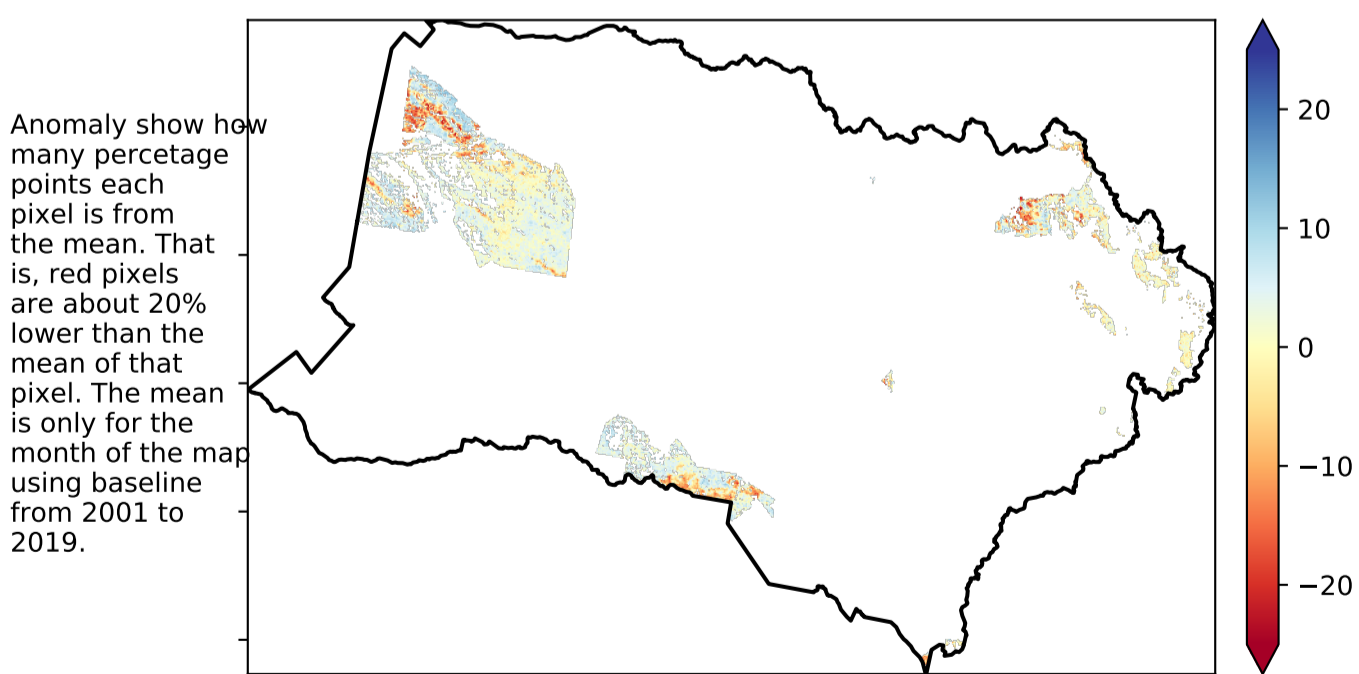 Anomaly show how
many percetage
points each
pixel is from
the mean. That
is, red pixels
are about 20%
lower than the
mean of that
pixel. The mean
is only for the
month of the map
using baseline
from 2001 to
2019.
20
10
0
−10
−20